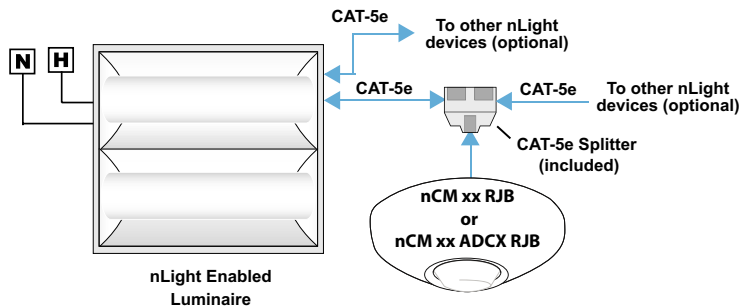 CAT-5e
To other nLight
devices (optional)
N
H
CAT-5e
CAT-5e
To other nLight
devices (optional)
CAT-5e Splitter
(included)
nCM xx RJB
or
nCM xx ADCX RJB
nLight Enabled
Luminaire